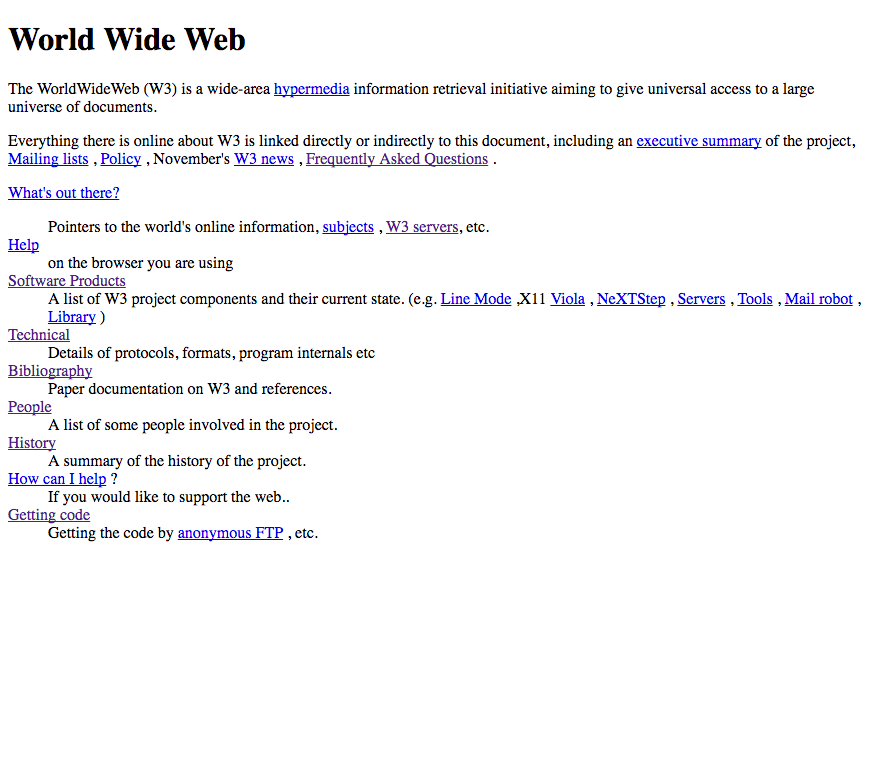 World Wide Web
The WorldWideWeb (W3) is a wide-area hypermedia information retrieval initiative aiming to give universal access to a large
universe of documents.
Everything there is online about W3 is linked directly or indirectly to this document, including an executive summary of the project,
Mailing lists , Policy , November's W3 news , Frequently Asked Questions .
What's out there?
Pointers to the world's online information, subjects , W3 servers, etc.
Help
on the browser you are using
Software Products
A list of W3 project components and their current state. (e.g. Line Mode ,X11 Viola , NeXTStep , Servers , Tools , Mail robot ,
Library )
Technical
Details of protocols, formats, program internals etc
Bibliography
Paper documentation on W3 and references.
People
A list of some people involved in the project.
History
A summary of the history of the project.
How can I help ?
If you would like to support the web..
Getting code
Getting the code by anonymous FTP , etc.